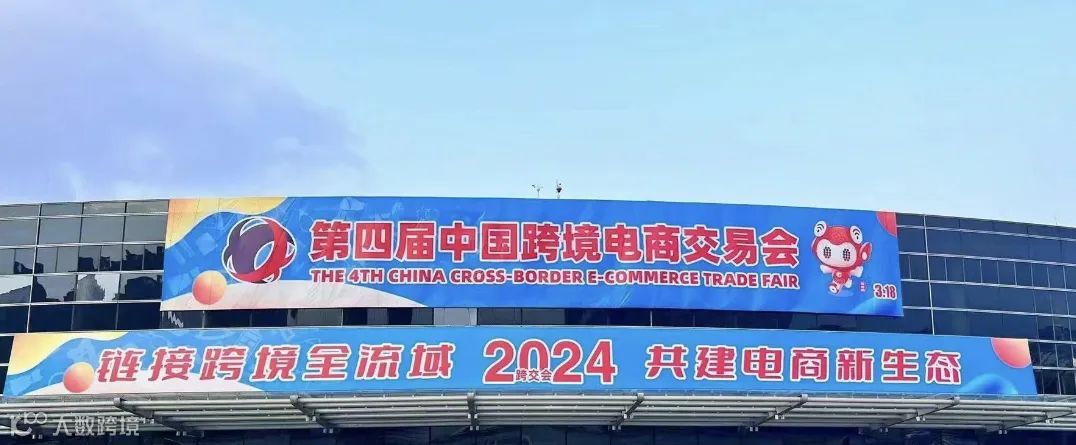 第四届中国跨境电商交易会
THE 4TH CHINA CROSS-BORDER E-COMMERCE TRADE FAIR
3.18
链接跨境全流域 2024 共建电商新生态
跨交会
大数跨境